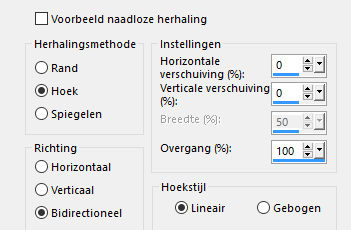 Voorbeeld naadloze herhaling
Herhalingsmethode
Rand
Hoek
Spiegelen
Richting
Horizontaal
Verticaal
Bidirectioneel
Instellingen
Horizontale
verschuiving (%):
0
Verticale verschuiving
(%):
0
Breedte (%):
50
Overgang (%):
100
Hoekstijl
Lineair
Gebogen